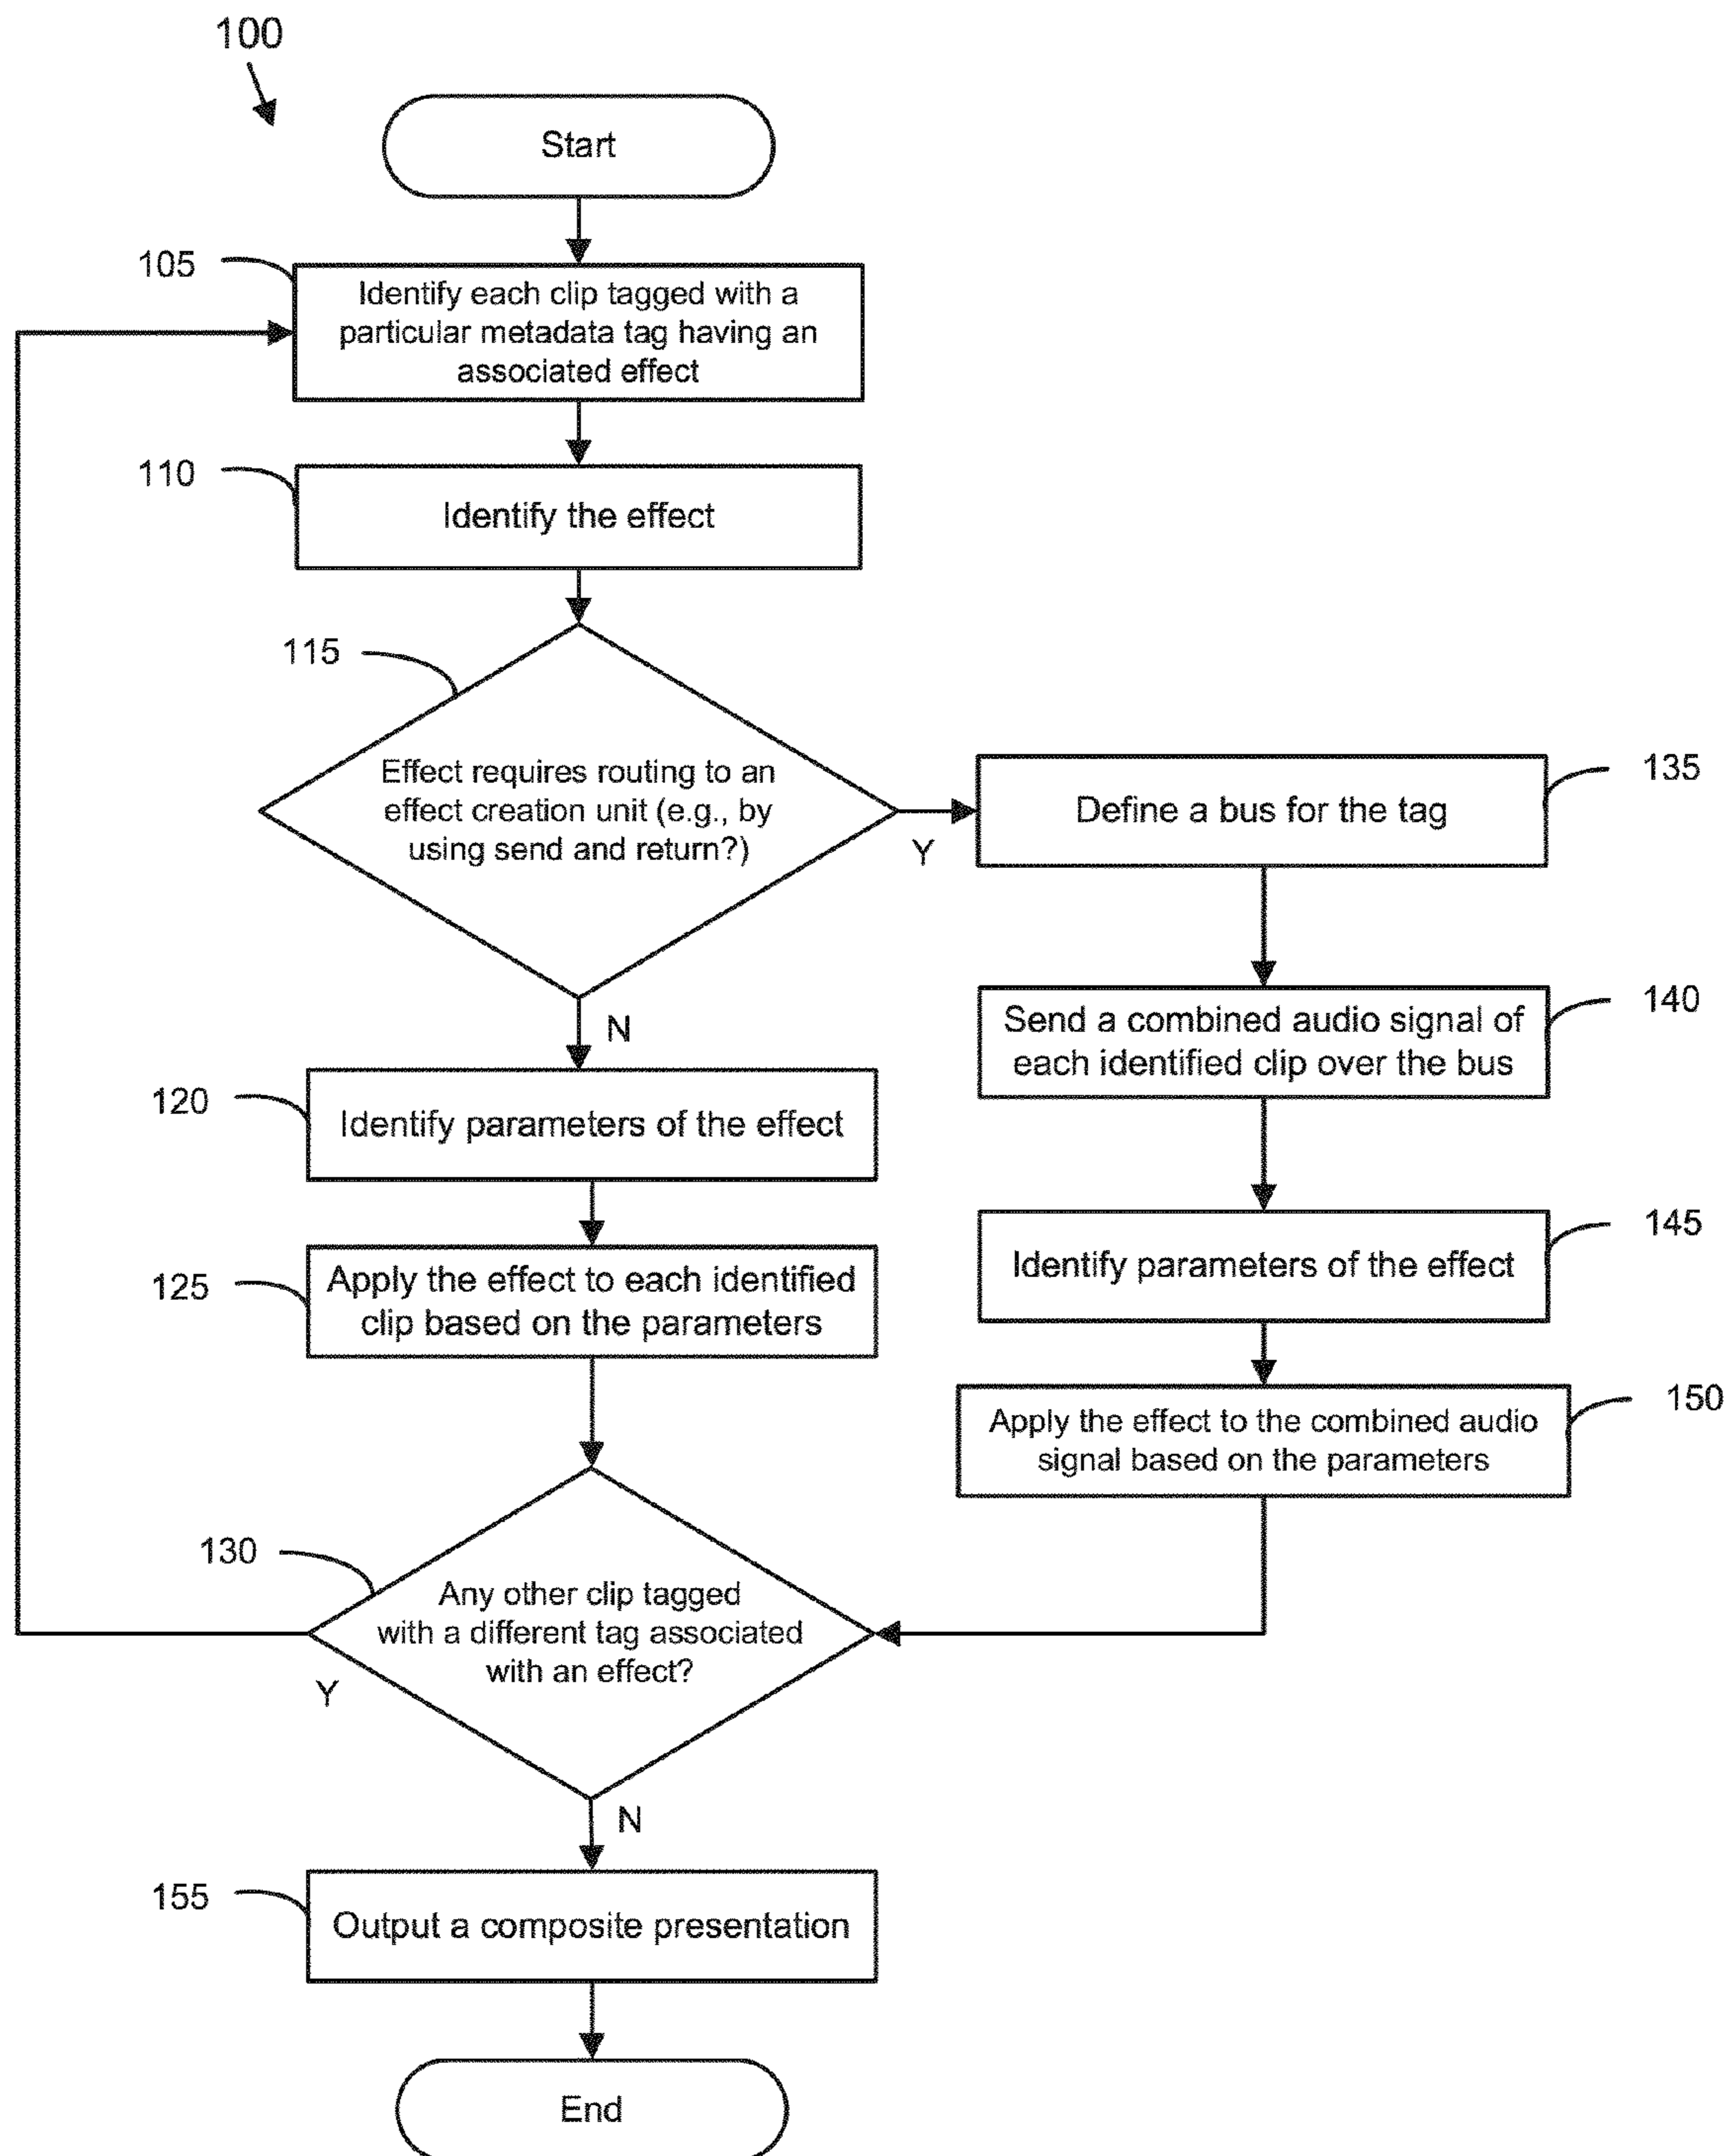 100
Start
105
Identify each clip tagged with a
particular metadata tag having an
associated effect
110
Identify the effect
115
Effect requires routing to an
effect creation unit (e.g., by
using send and return?)
Y
N
135
Define a bus for the tag
140
Send a combined audio signal of
each identified clip over the bus
120
Identify parameters of the effect
145
Identify parameters of the effect
125
Apply the effect to each identified
clip based on the parameters
150
Apply the effect to the combined audio
signal based on the parameters
130
Any other clip tagged
with a different tag associated
with an effect?
Y
N
155
Output a composite presentation
End